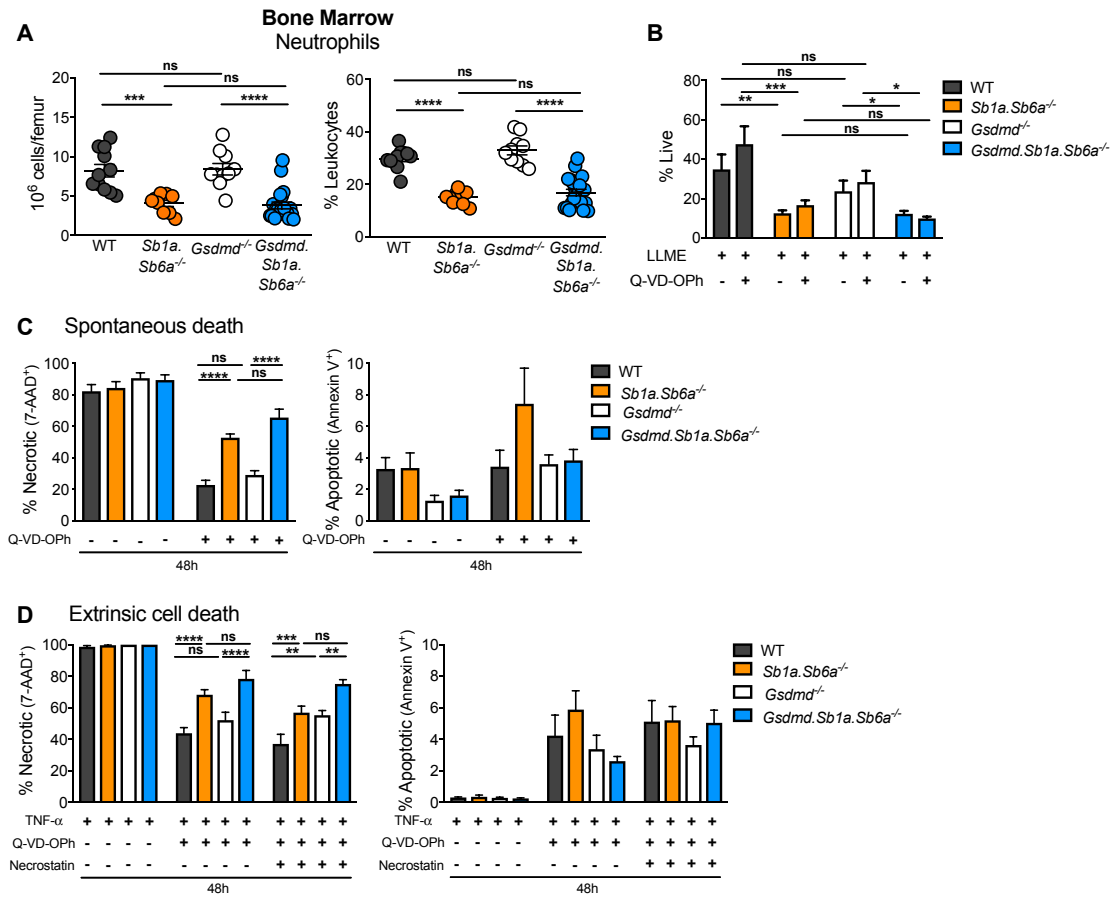 Bone Marrow
Neutrophils
A
ns
ns
*** ****
20
15
10
5
0
10⁶ cells/femur
WT Sb1a. Sb6a⁻/⁻ Gsdmd⁻/⁻ Gsdmd. Sb1a. Sb6a⁻/⁻
ns
ns
**** ****
60
40
20
0
% Leukocytes
WT Sb1a. Sb6a⁻/⁻ Gsdmd⁻/⁻ Gsdmd. Sb1a. Sb6a⁻/⁻
B
ns
ns *
*** *
** ns
ns
80
60
40
20
0
% Live
LLME + + + + + + + +
Q-VD-OPh - + - + - + - +
WT
Sb1a.Sb6a⁻/⁻
Gsdmd⁻/⁻
Gsdmd.Sb1a.Sb6a⁻/⁻
C Spontaneous death
ns ****
**** ns
100
80
60
40
20
0
% Necrotic (7-AAD⁺)
Q-VD-OPh - - - - + + + +
48h
10
8
6
4
2
0
% Apoptotic (Annexin V⁺)
Q-VD-OPh - - - - + + + +
48h
WT
Sb1a.Sb6a⁻/⁻
Gsdmd⁻/⁻
Gsdmd.Sb1a.Sb6a⁻/⁻
D Extrinsic cell death
**** ns *** ns
ns **** ** **
100
80
60
40
20
0
% Necrotic (7-AAD⁺)
TNF-α + + + + + + + + + + + +
Q-VD-OPh - - - - + + + + + + + +
Necrostatin - - - - - - - - + + + +
48h
10
8
6
4
2
0
% Apoptotic (Annexin V⁺)
TNF-α + + + + + + + + + + + +
Q-VD-OPh - - - - + + + + + + + +
Necrostatin - - - - - - - - + + + +
48h
WT
Sb1a.Sb6a⁻/⁻
Gsdmd⁻/⁻
Gsdmd.Sb1a.Sb6a⁻/⁻